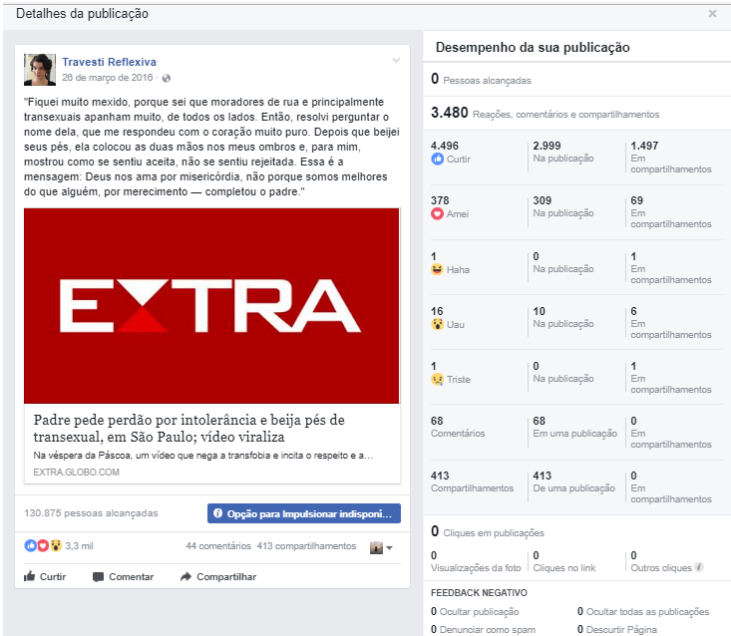 Detalhes da publicação
×
Travesti Reflexiva
26 de março de 2016 ·
"Fiquei muito mexido, porque sei que moradores de rua e principalmente
transexuais apanham muito, de todos os lados. Então, resolvi perguntar o
nome dela, que me respondeu com o coração muito puro. Depois que beijei
seus pés, ela colocou as duas mãos nos meus ombros e, para mim,
mostrou como se sentiu aceita, não se sentiu rejeitada. Essa é a
mensagem: Deus nos ama por misericórdia, não porque somos melhores
do que alguém, por merecimento — completou o padre."
EXTRA
Padre pede perdão por intolerância e beija pés de
transexual, em São Paulo; vídeo viraliza
Na véspera da Páscoa, um vídeo que nega a transfobia e incita o respeito e a...
EXTRA.GLOBO.COM
130.875 pessoas alcançadas
Opção para Impulsionar indisponi...
3,3 mil
44 comentários 413 compartilhamentos
Curtir Comentar Compartilhar
Desempenho da sua publicação
0 Pessoas alcançadas
3.480 Reações, comentários e compartilhamentos
4.496 2.999 1.497
Curtir Na publicação Em
compartilhamentos
378 309 69
Amei Na publicação Em
compartilhamentos
1 0 1
Haha Na publicação Em
compartilhamentos
16 10 6
Uau Na publicação Em
compartilhamentos
1 0 1
Triste Na publicação Em
compartilhamentos
68 68 0
Comentários Em uma publicação Em
compartilhamentos
413 413 0
Compartilhamentos De uma publicação Em
compartilhamentos
0 Cliques em publicações
0 0 0
Visualizações da foto Cliques no link Outros cliques i
FEEDBACK NEGATIVO
0 Ocultar publicação 0 Ocultar todas as publicações
0 Denunciar como spam 0 Descurtir Página